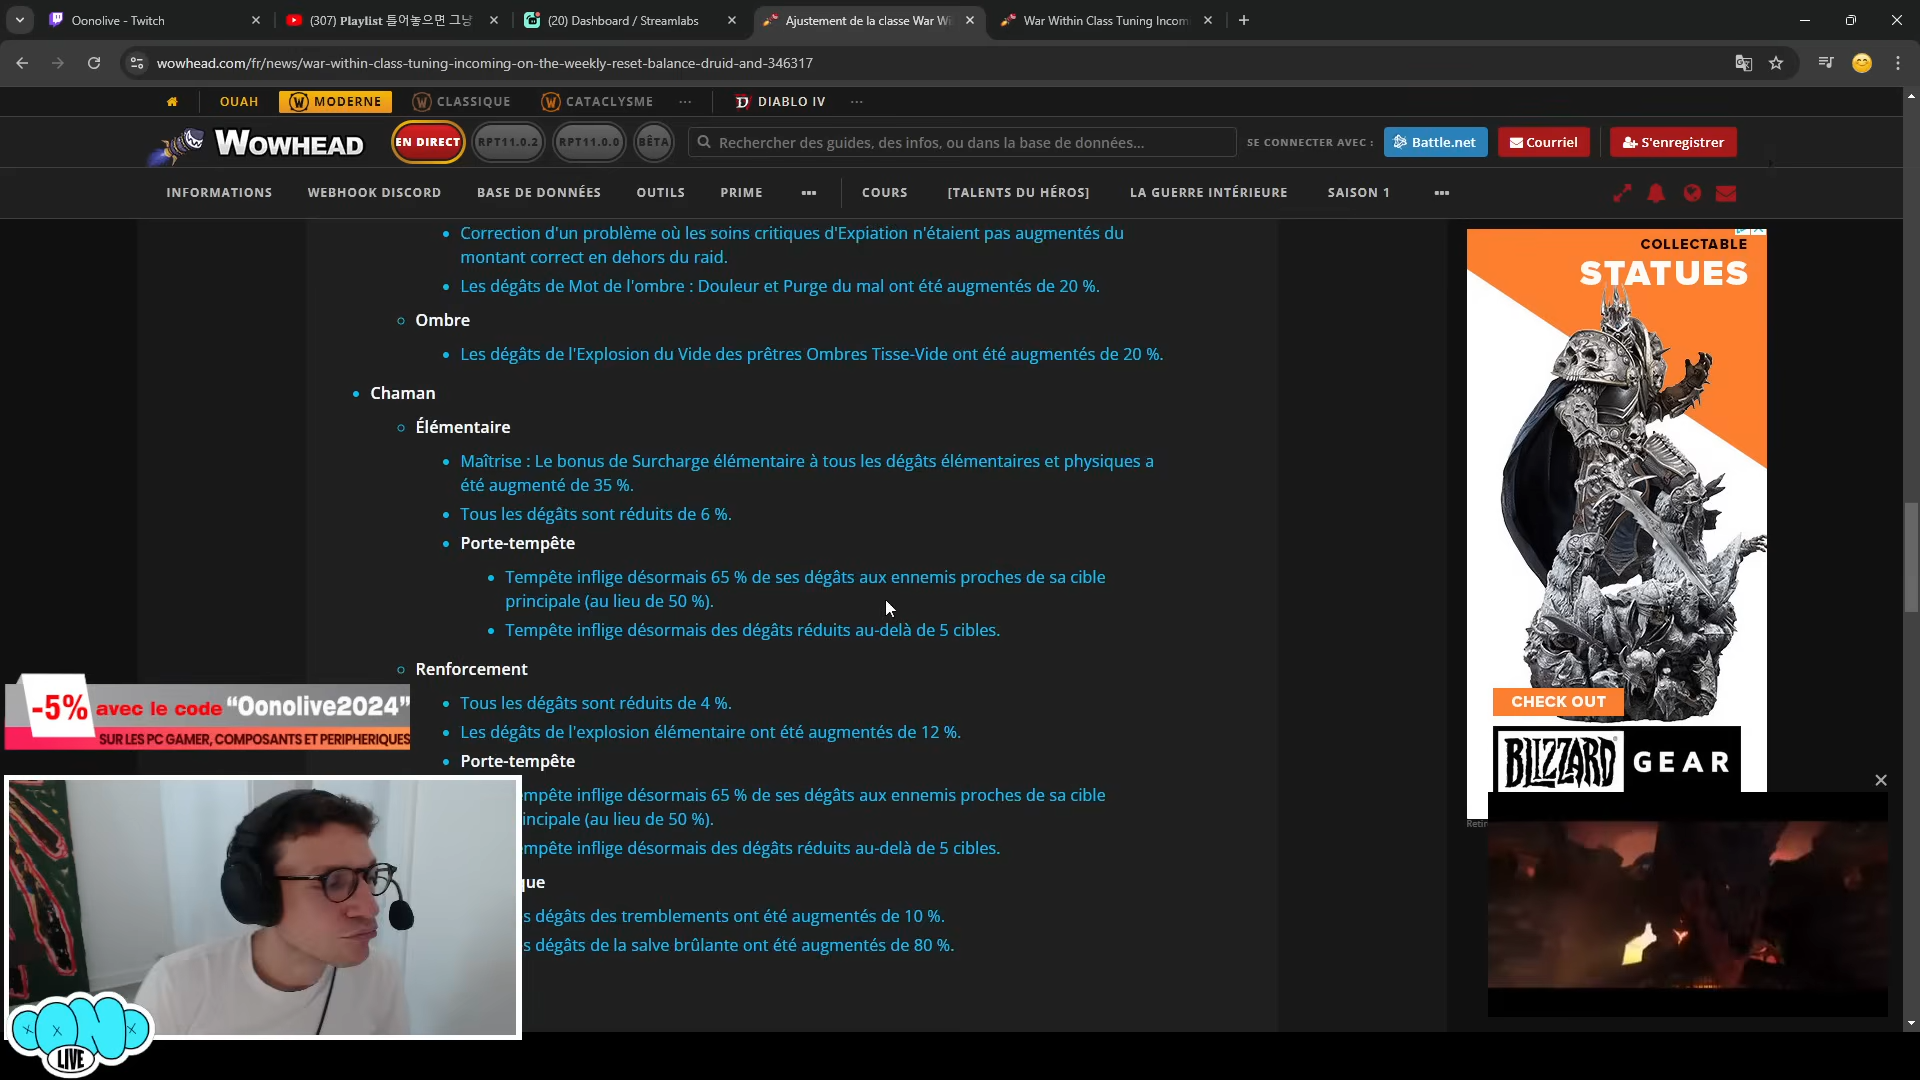 Oonolive - Twitch
(307) Playlist 틀어놓으면 그냥
(20) Dashboard / Streamlabs
Ajustement de la classe War Wi
War Within Class Tuning Incom
wowhead.com/fr/news/war-within-class-tuning-incoming-on-the-weekly-reset-balance-druid-and-346317
OUAH
MODERNE
CLASSIQUE
CATACLYSME
DIABLO IV
WOWHEAD
EN DIRECT
RPT11.0.2
RPT11.0.0
BÊTA
Rechercher des guides, des infos, ou dans la base de données...
SE CONNECTER AVEC :
Battle.net
Courriel
S'enregistrer
INFORMATIONS
WEBHOOK DISCORD
BASE DE DONNÉES
OUTILS
PRIME
COURS
[TALENTS DU HÉROS]
LA GUERRE INTÉRIEURE
SAISON 1
Correction d'un problème où les soins critiques d'Expiation n'étaient pas augmentés du
montant correct en dehors du raid.
Les dégâts de Mot de l'ombre : Douleur et Purge du mal ont été augmentés de 20 %.
Ombre
Les dégâts de l'Explosion du Vide des prêtres Ombres Tisse-Vide ont été augmentés de 20 %.
Chaman
Élémentaire
Maîtrise : Le bonus de Surcharge élémentaire à tous les dégâts élémentaires et physiques a
été augmenté de 35 %.
Tous les dégâts sont réduits de 6 %.
Porte-tempête
Tempête inflige désormais 65 % de ses dégâts aux ennemis proches de sa cible
principale (au lieu de 50 %).
Tempête inflige désormais des dégâts réduits au-delà de 5 cibles.
Renforcement
Tous les dégâts sont réduits de 4 %.
Les dégâts de l'explosion élémentaire ont été augmentés de 12 %.
Porte-tempête
empête inflige désormais 65 % de ses dégâts aux ennemis proches de sa cible
incipale (au lieu de 50 %).
empête inflige désormais des dégâts réduits au-delà de 5 cibles.
que
s dégâts des tremblements ont été augmentés de 10 %.
s dégâts de la salve brûlante ont été augmentés de 80 %.
COLLECTABLE
STATUES
CHECK OUT
BLIZZARD GEAR
-5% avec le code "Oonolive2024"
SUR LES PC GAMER, COMPOSANTS ET PERIPHERIQUES
OONO
LIVE